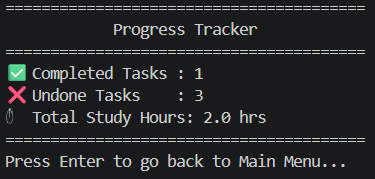 ========================================
Progress Tracker
========================================
✅ Completed Tasks : 1
❌ Undone Tasks    : 3
⏱ Total Study Hours: 2.0 hrs
========================================
Press Enter to go back to Main Menu...